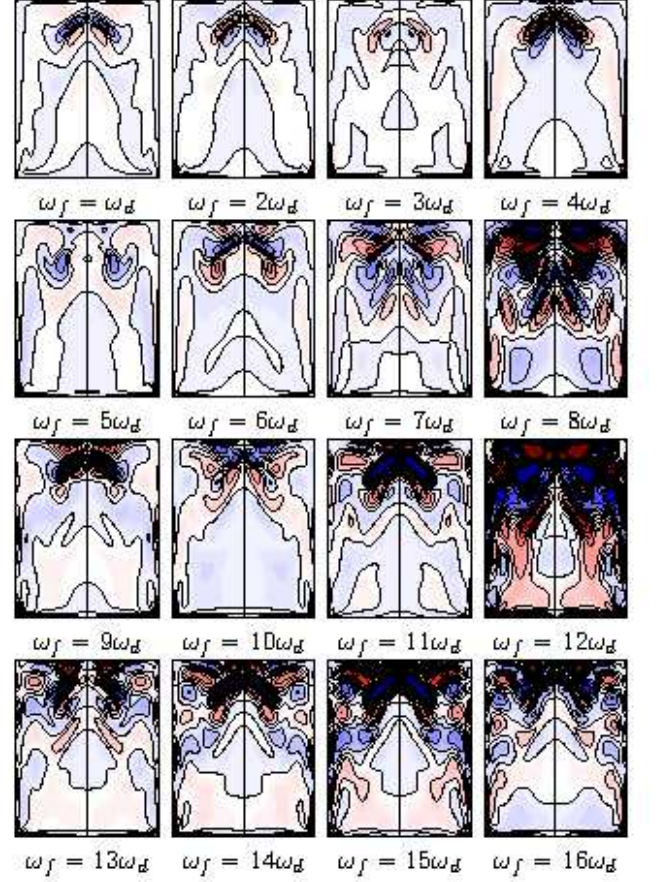 ω_f = ω_d ω_f = 2ω_d ω_f = 3ω_d ω_f = 4ω_d
ω_f = 5ω_d ω_f = 6ω_d ω_f = 7ω_d ω_f = 8ω_d
ω_f = 9ω_d ω_f = 10ω_d ω_f = 11ω_d ω_f = 12ω_d
ω_f = 13ω_d ω_f = 14ω_d ω_f = 15ω_d ω_f = 16ω_d